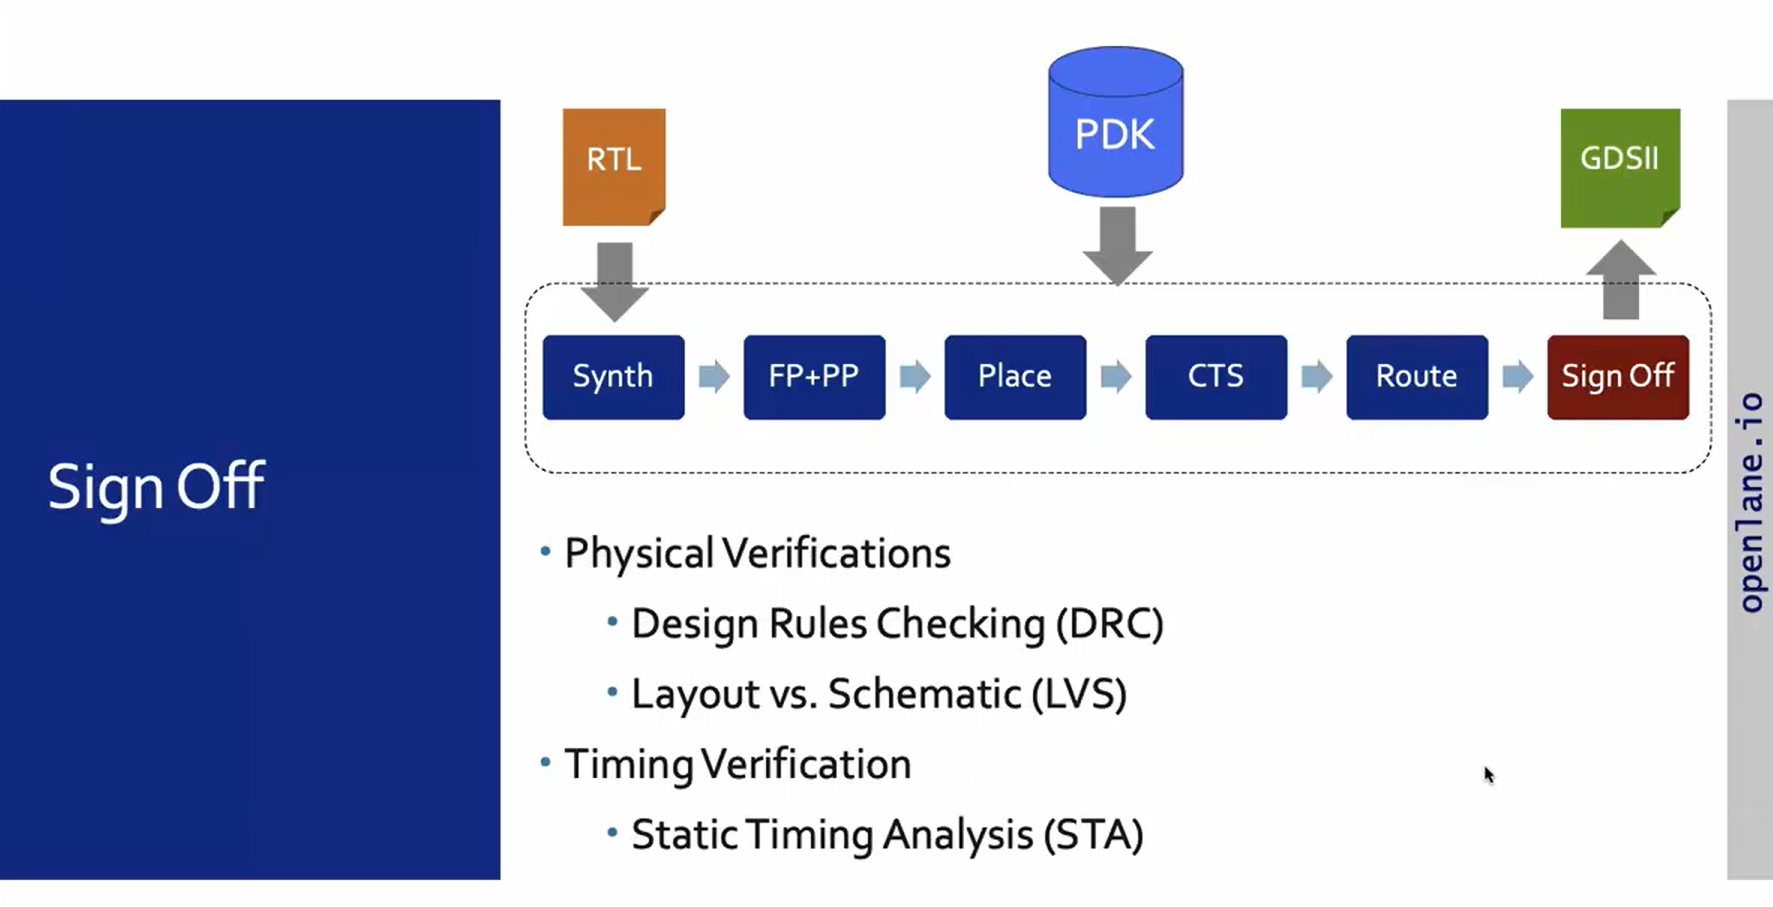 RTL
PDK
GDSII
Synth
FP+PP
Place
CTS
Route
Sign Off
Sign Off
• Physical Verifications
• Design Rules Checking (DRC)
• Layout vs. Schematic (LVS)
• Timing Verification
• Static Timing Analysis (STA)
openlane.io